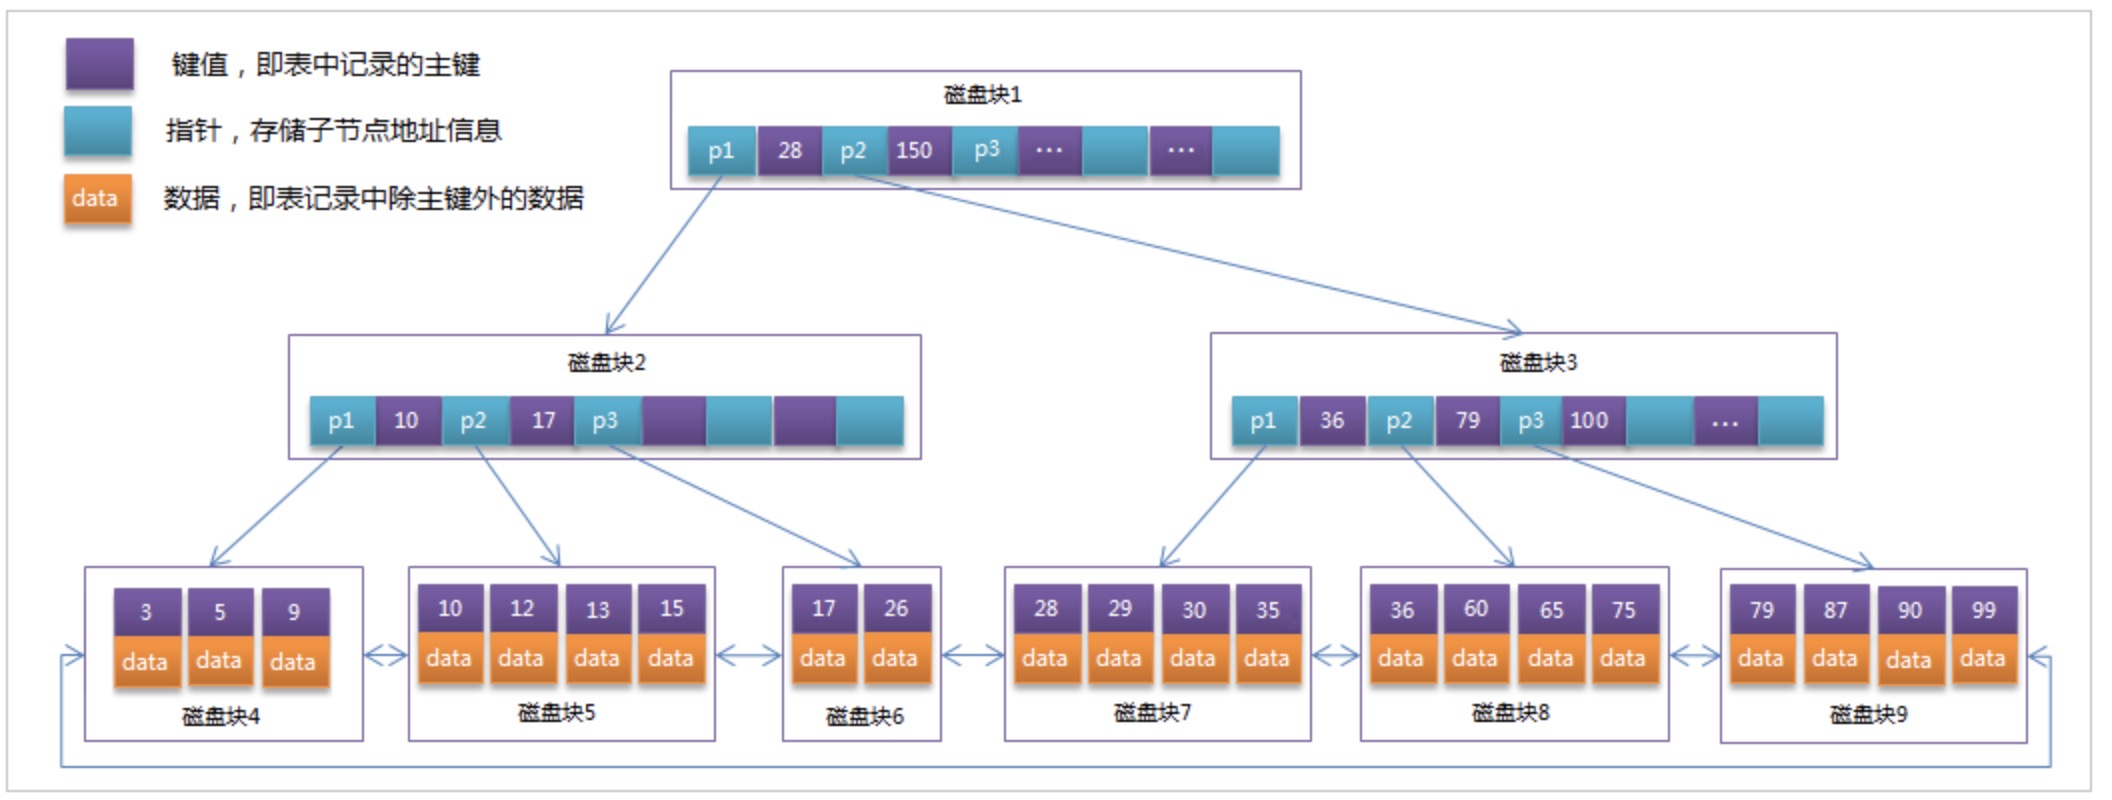 键值，即表中记录的主键
指针，存储子节点地址信息
data 数据，即表记录中除主键外的数据
磁盘块1
p1 28 p2 150 p3 ... ...
磁盘块2
p1 10 p2 17 p3
磁盘块3
p1 36 p2 79 p3 100 ...
3 5 9
data data data
磁盘块4
10 12 13 15
data data data data
磁盘块5
17 26
data data
磁盘块6
28 29 30 35
data data data data
磁盘块7
36 60 65 75
data data data data
磁盘块8
79 87 90 99
data data data data
磁盘块9